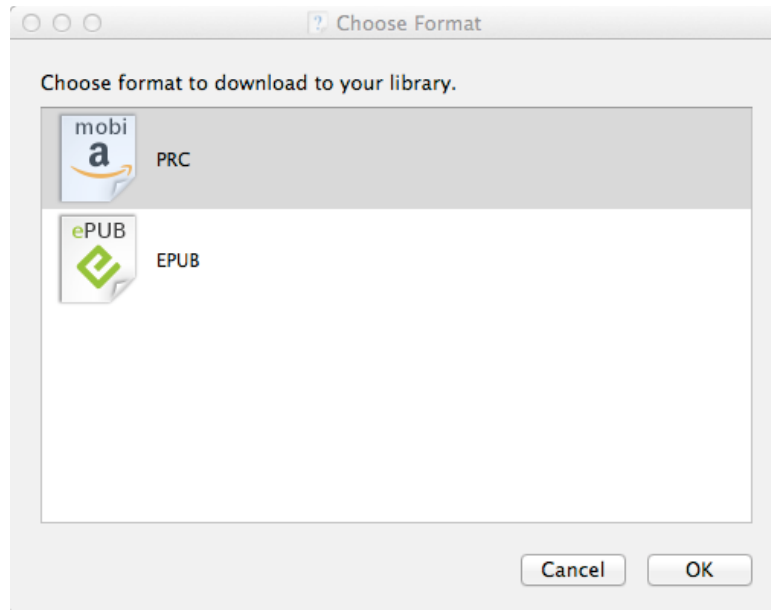 Choose Format
Choose format to download to your library.
mobi
a
PRC
ePUB
EPUB
Cancel
OK